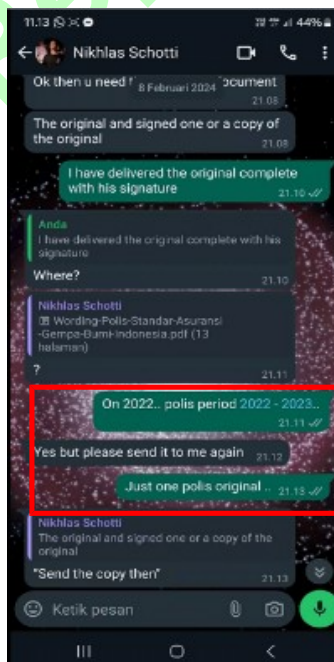 11.13
44%
Nikhlas Schotti
Ok then u need
8 Februari 2024
21.08
The original and signed one or a copy of
the original
21.08
I have delivered the original complete
with his signature
21.10
Anda
I have delivered the original complete with his
signature
Where?
21.10
Nikhlas Schotti
Wording-Polis-Standar-Asuransi
-Gempa-Bumi-Indonesia.pdf (13
halaman)
?
21.11
On 2022.. polis period 2022 - 2023..
21.11
Yes but please send it to me again
21.12
Just one polis original ..
21.13
Nikhlas Schotti
The original and signed one or a copy of the
original
"Send the copy then"
21.13
Ketik pesan